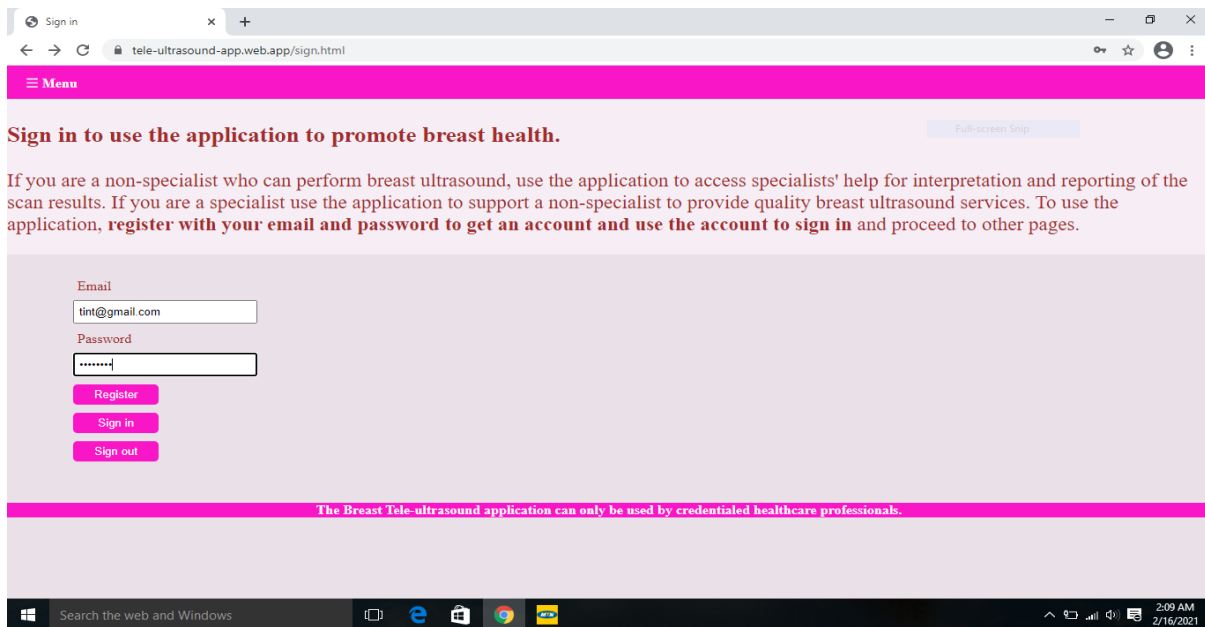 Sign in
tele-ultrasound-app.web.app/sign.html
Menu
Sign in to use the application to promote breast health.
Full-screen Snip
If you are a non-specialist who can perform breast ultrasound, use the application to access specialists' help for interpretation and reporting of the
scan results. If you are a specialist use the application to support a non-specialist to provide quality breast ultrasound services. To use the
application, register with your email and password to get an account and use the account to sign in and proceed to other pages.
Email
tint@gmail.com
Password
Register
Sign in
Sign out
The Breast Tele-ultrasound application can only be used by credentialed healthcare professionals.
Search the web and Windows
MTN
2:09 AM
2/16/2021